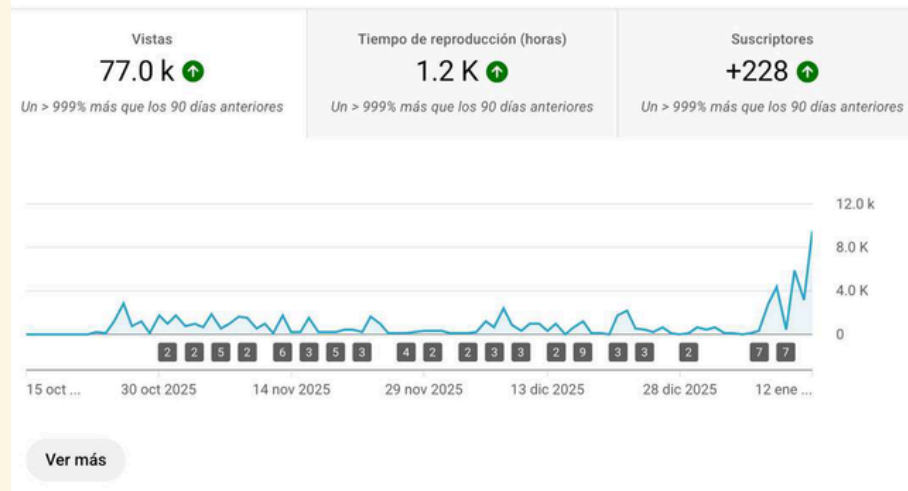 Vistas
77.0 k
Un > 999% más que los 90 días anteriores
Tiempo de reproducción (horas)
1.2 K
Un > 999% más que los 90 días anteriores
Suscriptores
+228
Un > 999% más que los 90 días anteriores
12.0 k
8.0 K
4.0 K
0
2 2 5 2 6 3 5 3 4 2 2 3 3 2 9 3 3 2 7 7
15 oct ... 30 oct 2025 14 nov 2025 29 nov 2025 13 dic 2025 28 dic 2025 12 ene ...
Ver más